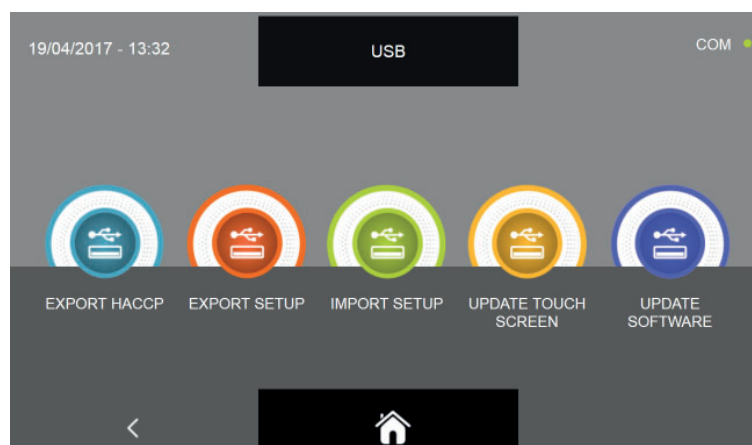 19/04/2017 - 13:32
USB
COM
EXPORT HACCP
EXPORT SETUP
IMPORT SETUP
UPDATE TOUCH
SCREEN
UPDATE
SOFTWARE